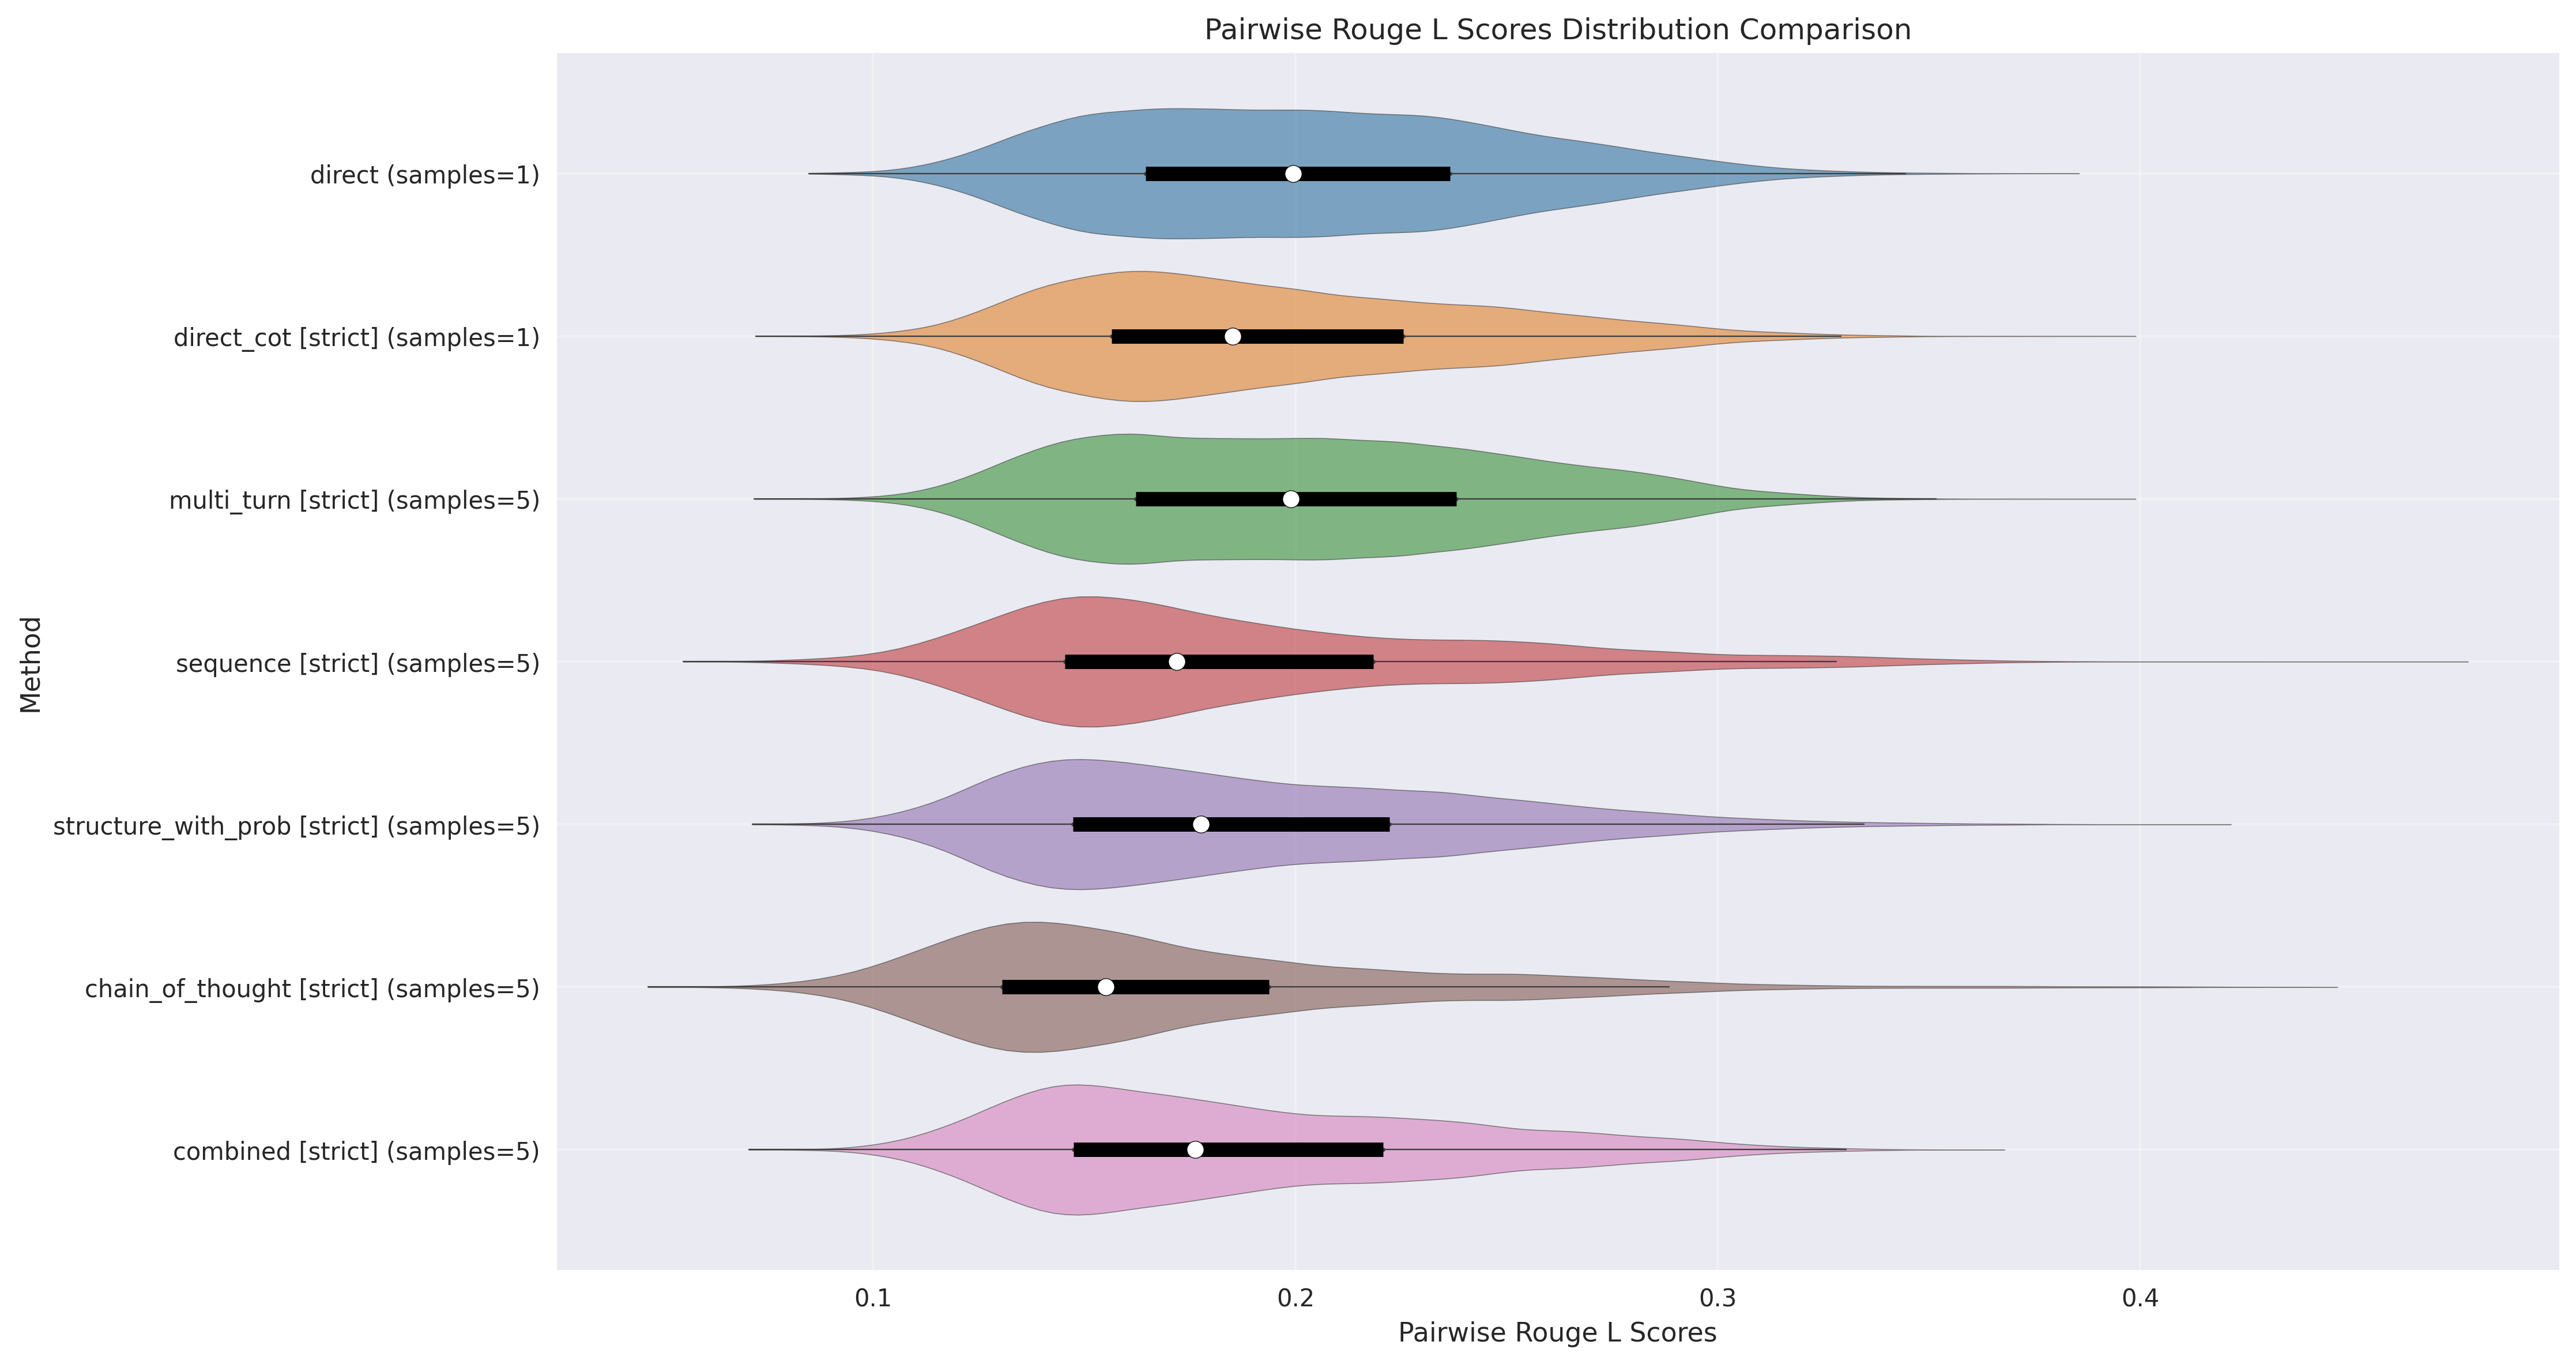 Pairwise Rouge L Scores Distribution Comparison
direct (samples=1)
direct_cot [strict] (samples=1)
multi_turn [strict] (samples=5)
sequence [strict] (samples=5)
structure_with_prob [strict] (samples=5)
chain_of_thought [strict] (samples=5)
combined [strict] (samples=5)
Method
0.1 0.2 0.3 0.4
Pairwise Rouge L Scores